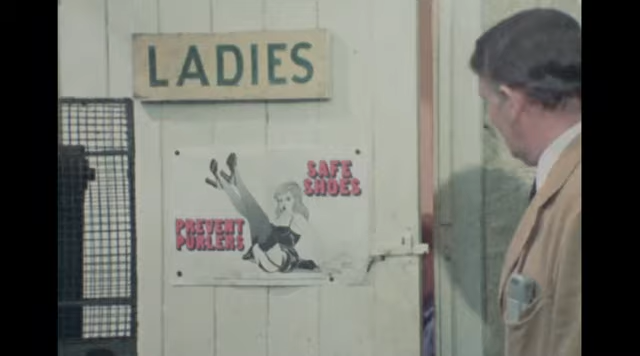 LADIES
SAFE
SHOES
PREVENT
PURLERS